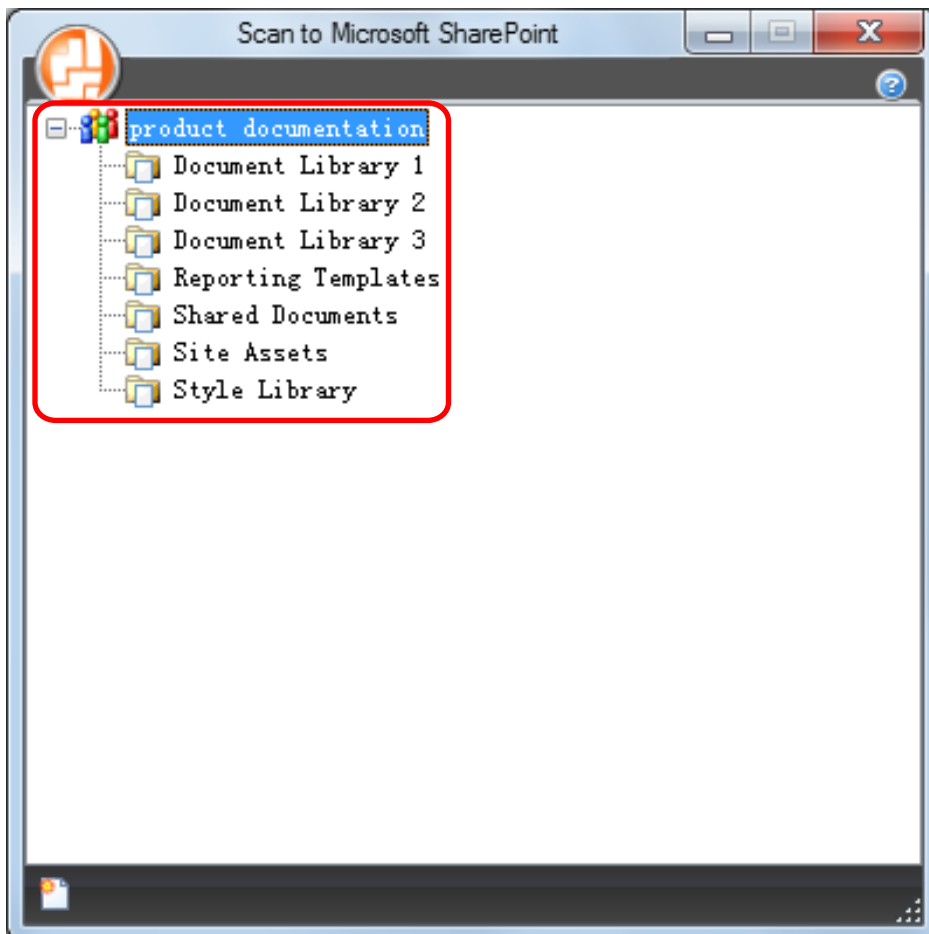 Scan to Microsoft SharePoint
product documentation
Document Library 1
Document Library 2
Document Library 3
Reporting Templates
Shared Documents
Site Assets
Style Library